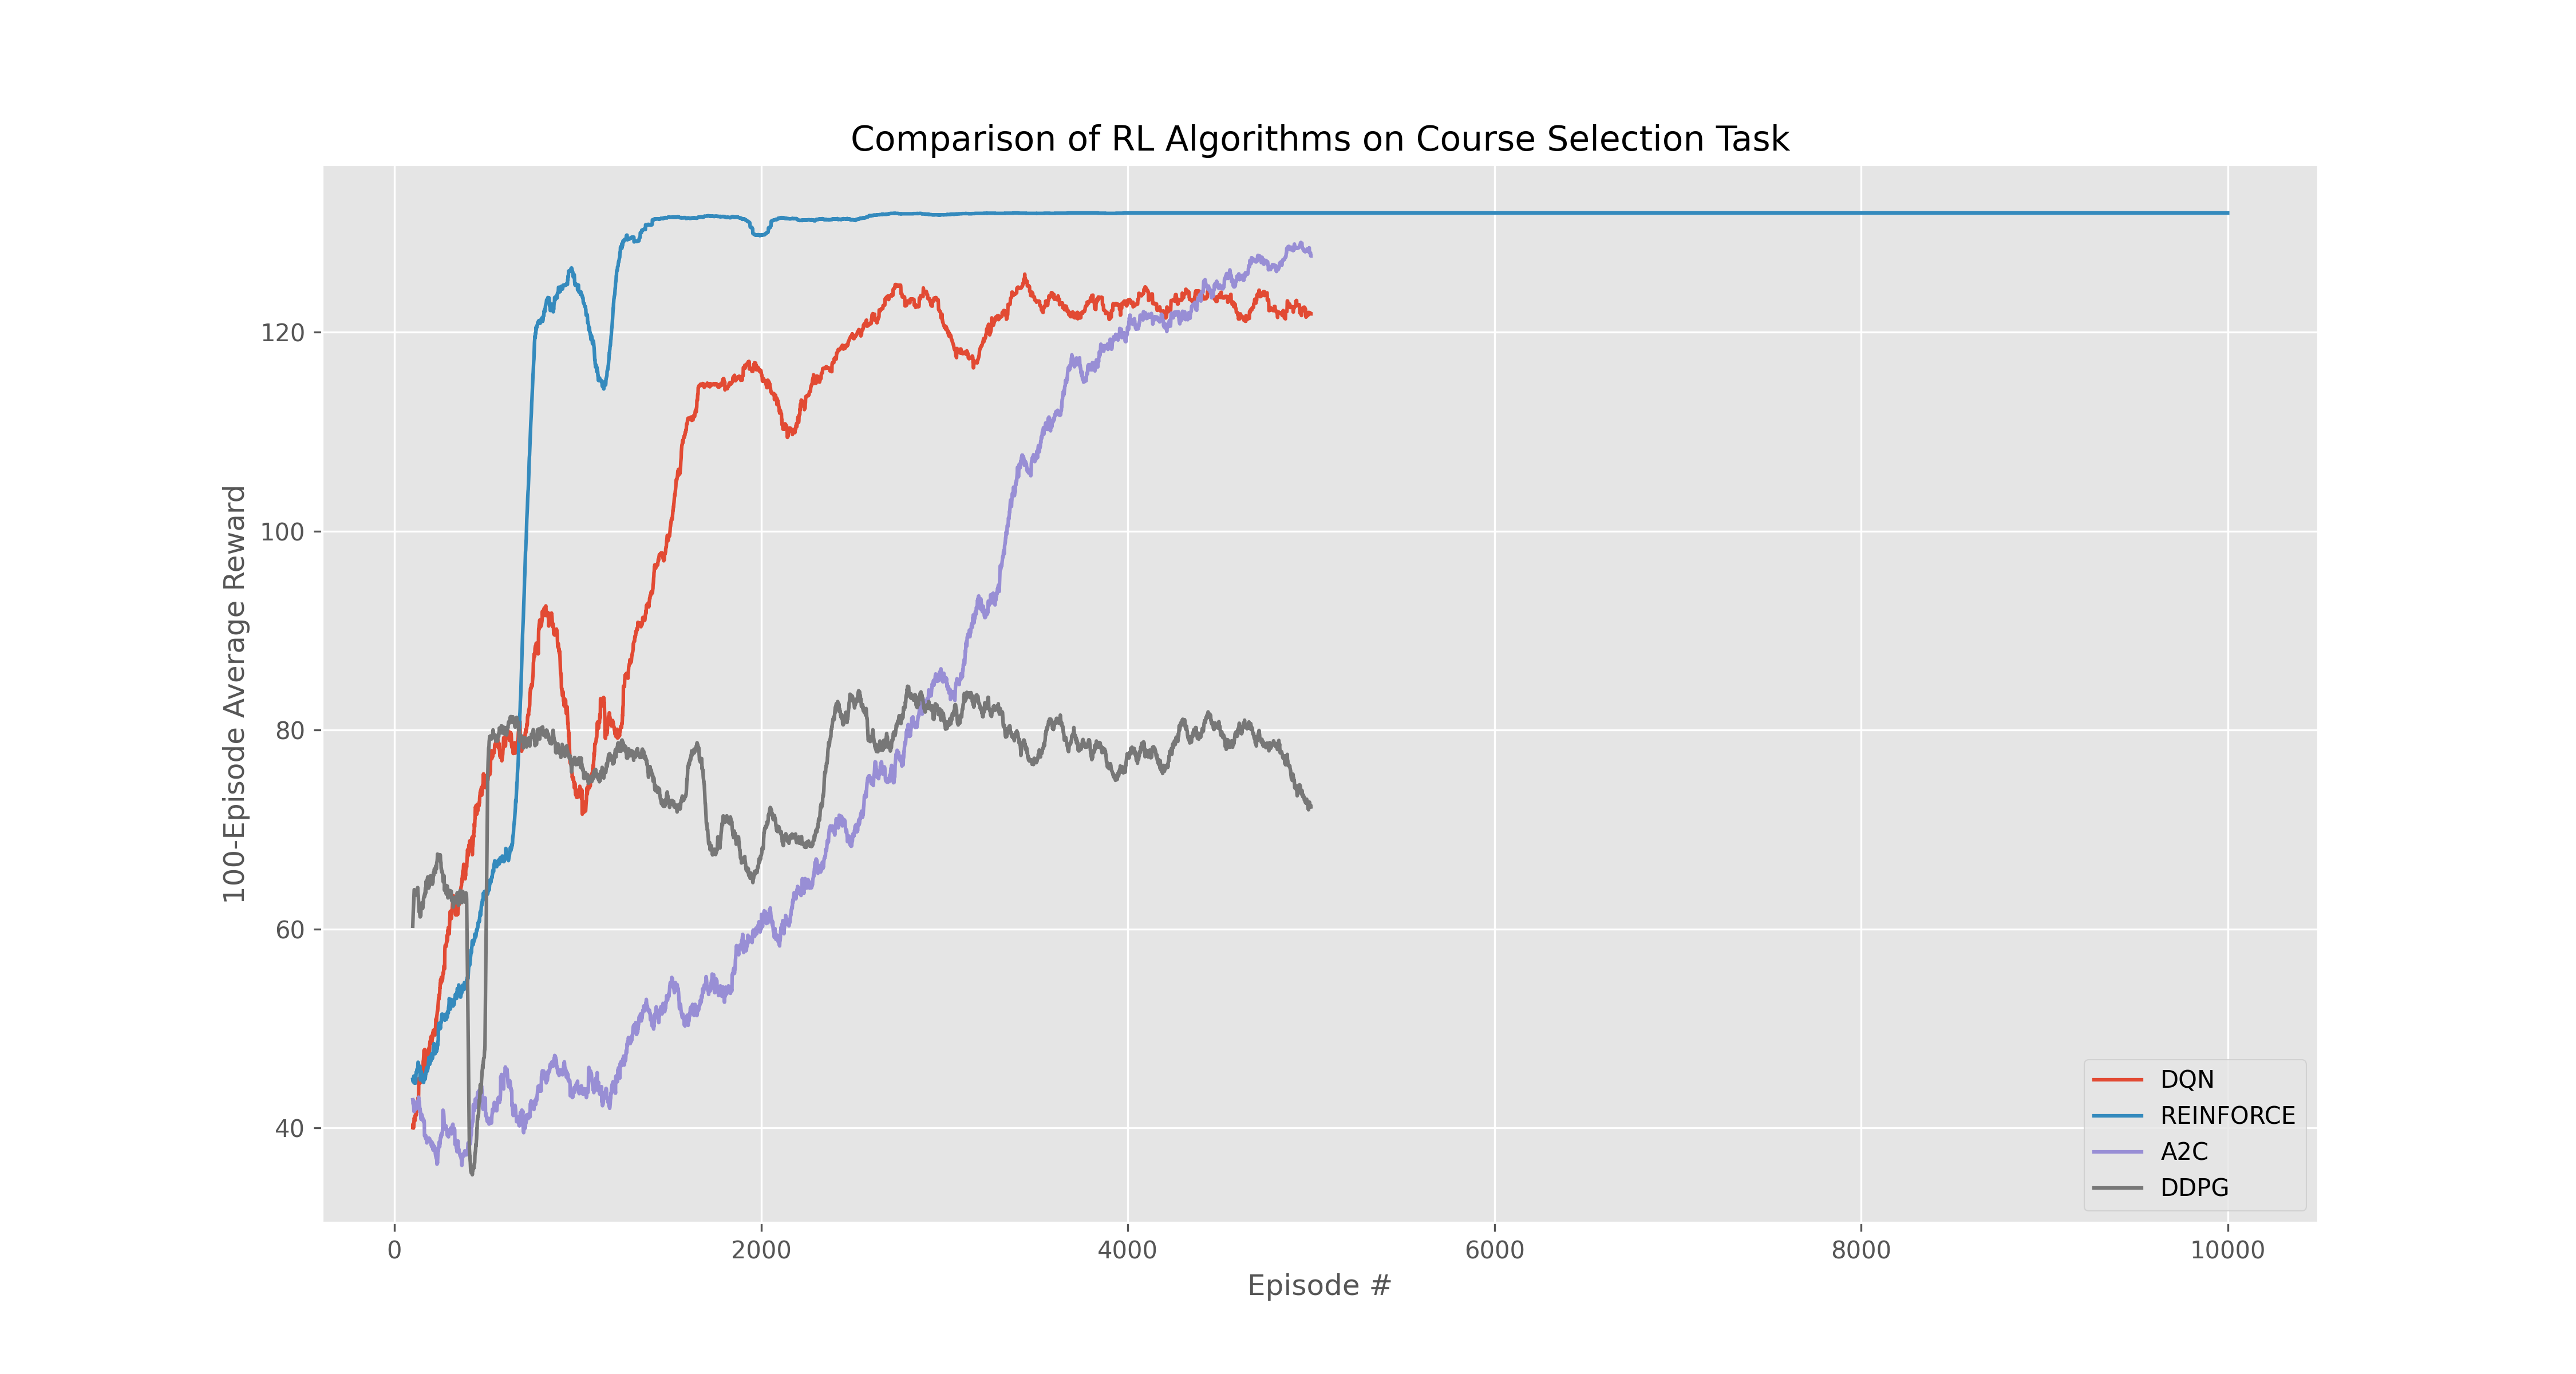 Comparison of RL Algorithms on Course Selection Task
100-Episode Average Reward
120
100
80
60
40
0 2000 4000 6000 8000 10000
Episode #
DQN
REINFORCE
A2C
DDPG